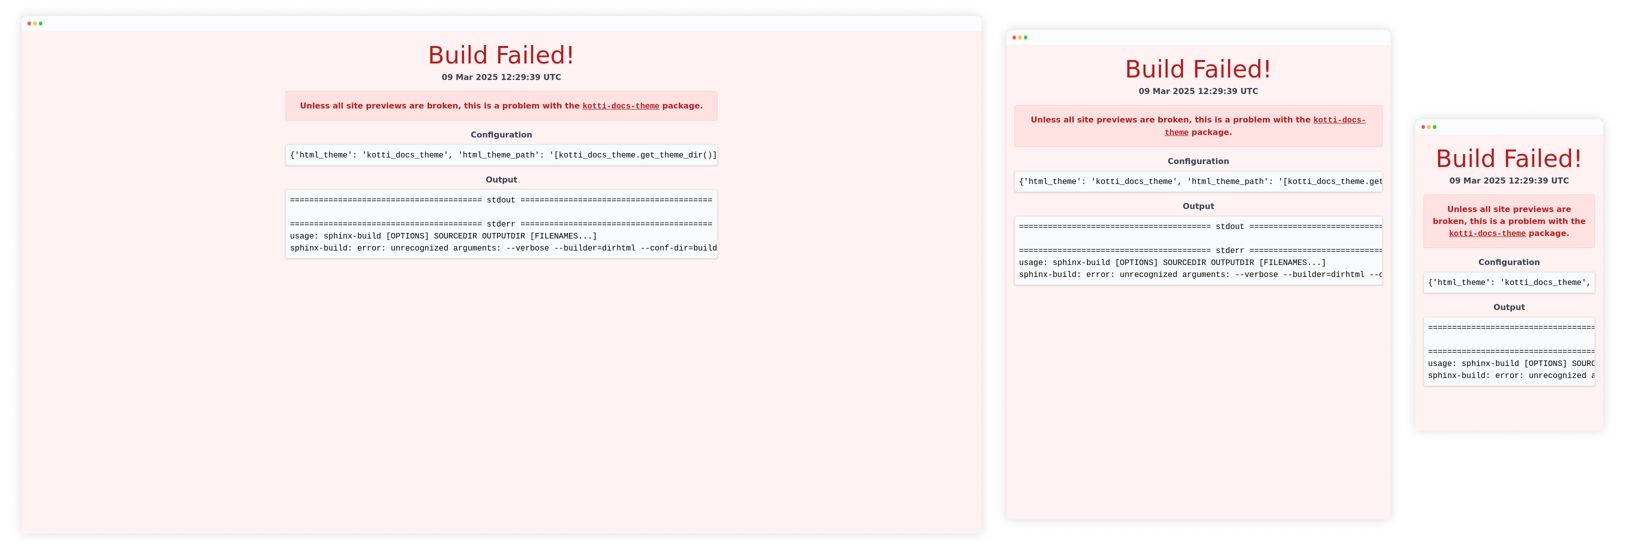 Build Failed!
09 Mar 2025 12:29:39 UTC
Unless all site previews are broken, this is a problem with the kotti-docs-theme package.
Configuration
{'html_theme': 'kotti_docs_theme', 'html_theme_path': '[kotti_docs_theme.get_theme_dir()]
Output
======================================== stdout ========================================
======================================== stderr ========================================
usage: sphinx-build [OPTIONS] SOURCEDIR OUTPUTDIR [FILENAMES...]
sphinx-build: error: unrecognized arguments: --verbose --builder=dirhtml --conf-dir=build
Build Failed!
09 Mar 2025 12:29:39 UTC
Unless all site previews are broken, this is a problem with the kotti-docs-
theme package.
Configuration
{'html_theme': 'kotti_docs_theme', 'html_theme_path': '[kotti_docs_theme.get
Output
======================================== stdout ============================
======================================== stderr ============================
usage: sphinx-build [OPTIONS] SOURCEDIR OUTPUTDIR [FILENAMES...]
sphinx-build: error: unrecognized arguments: --verbose --builder=dirhtml --c
Build Failed!
09 Mar 2025 12:29:39 UTC
Unless all site previews are
broken, this is a problem with the
kotti-docs-theme package.
Configuration
{'html_theme': 'kotti_docs_theme',
Output
===================================
===================================
usage: sphinx-build [OPTIONS] SOURC
sphinx-build: error: unrecognized a